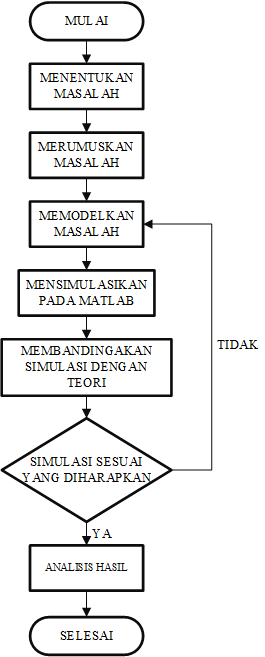 MULAI
MENENTUKAN
MASALAH
MERUMUSKAN
MASALAH
MEMODELKAN
MASALAH
MENSIMULASIKAN
PADA MATLAB
TIDAK
MEMBANDINGAKAN
SIMULASI DENGAN
TEORI
SIMULASI SESUAI
YANG DIHARAPKAN
YA
ANALISIS HASIL
SELESAI